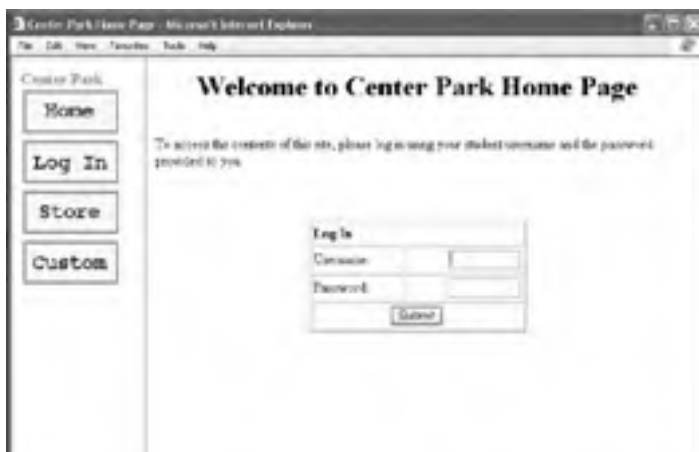 Center Park Home Page - Microsoft Internet Explorer
File Edit View Favorites Tools Help
Center Park
Home
Log In
Store
Custom
Welcome to Center Park Home Page
To access the contents of this site, please log in using your student username and the password
provided to you.
Log In
Username:
Password:
Submit